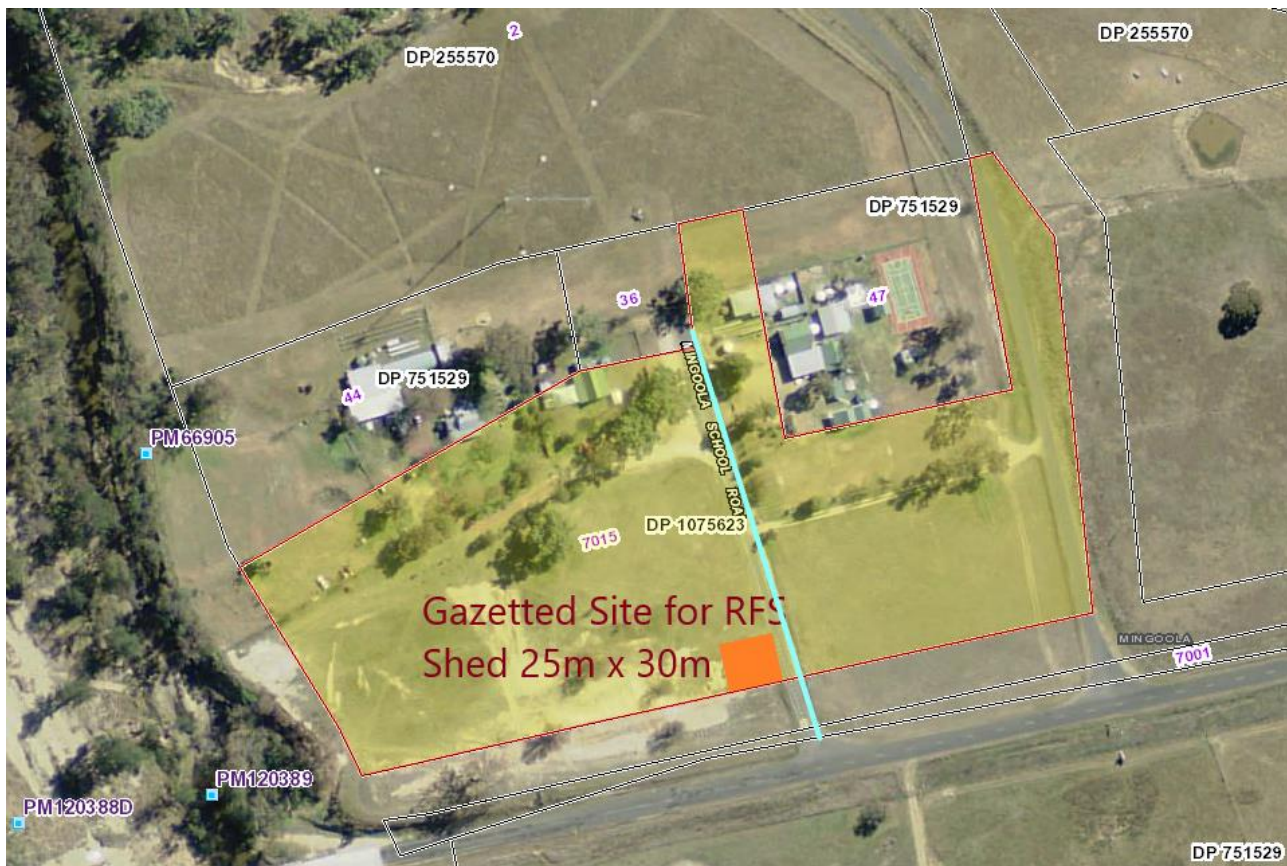 2
DP 255570
DP 255570
DP 751529
36
47
DP 751529
44
PM66905
MINGOOLA SCHOOL ROA
7015
DP 1075623
Gazetted Site for RFS
Shed 25m x 30m
MINGOOLA
7001
PM120389
PM120388D
DP 751529